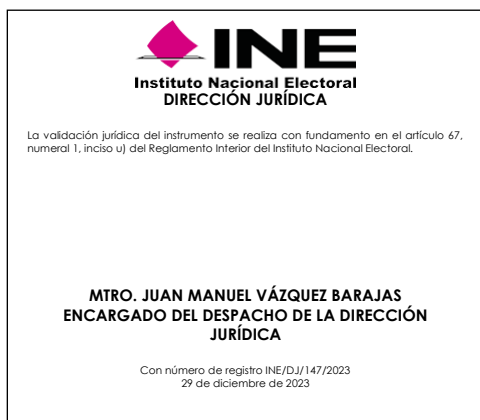 INE
Instituto Nacional Electoral
DIRECCIÓN JURÍDICA
La validación jurídica del instrumento se realiza con fundamento en el artículo 67,
numeral 1, inciso u) del Reglamento Interior del Instituto Nacional Electoral.
MTRO. JUAN MANUEL VÁZQUEZ BARAJAS
ENCARGADO DEL DESPACHO DE LA DIRECCIÓN
JURÍDICA
Con número de registro INE/DJ/147/2023
29 de diciembre de 2023